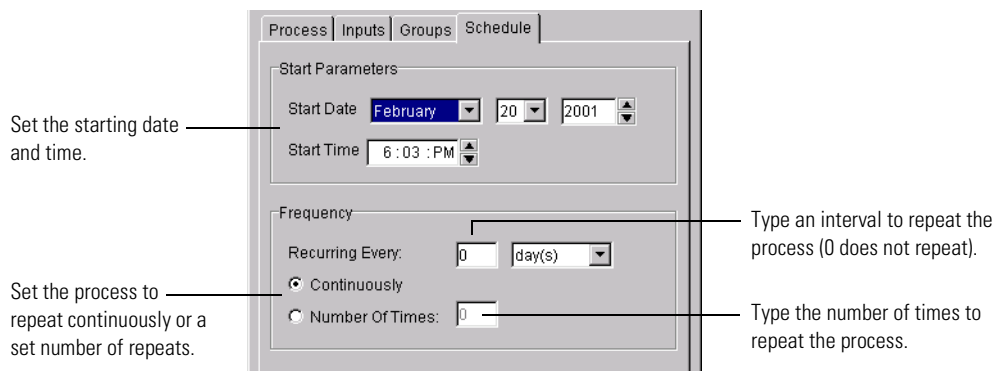 Process Inputs Groups Schedule
Start Parameters
Start Date February 20 2001
Set the starting date
and time.
Start Time 6:03 :PM
Frequency
Type an interval to repeat the
process (0 does not repeat).
Recurring Every: 0 day(s)
Continuously
Set the process to
repeat continuously or a
set number of repeats.
Number Of Times: 0
Type the number of times to
repeat the process.